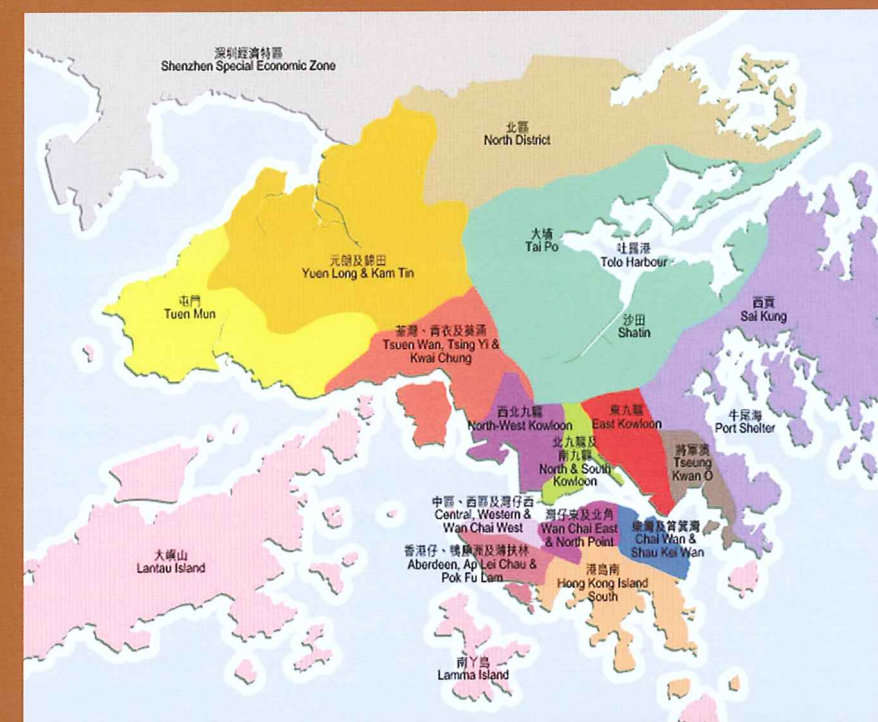 深圳經濟特區
Shenzhen Special Economic Zone
北區
North District
大埔
Tai Po
吐露港
Tolo Harbour
元朗及錦田
Yuen Long & Kam Tin
屯門
Tuen Mun
荃灣、青衣及葵涌
Tsuen Wan, Tsing Yi &
Kwai Chung
沙田
Shatin
西貢
Sai Kung
西北九龍
North-West Kowloon
東九龍
East Kowloon
牛尾海
Port Shelter
北九龍及
南九龍
North & South
Kowloon
將軍澳
Tseung
Kwan O
中區、西區及灣仔西
Central, Western &
Wan Chai West
灣仔東及北角
Wan Chai East
& North Point
柴灣及筲箕灣
Chai Wan &
Shau Kei Wan
大嶼山
Lantau Island
香港仔、鴨脷洲及薄扶林
Aberdeen, Ap Lei Chau &
Pok Fu Lam
港島南
Hong Kong Island
South
南丫島
Lamma Island